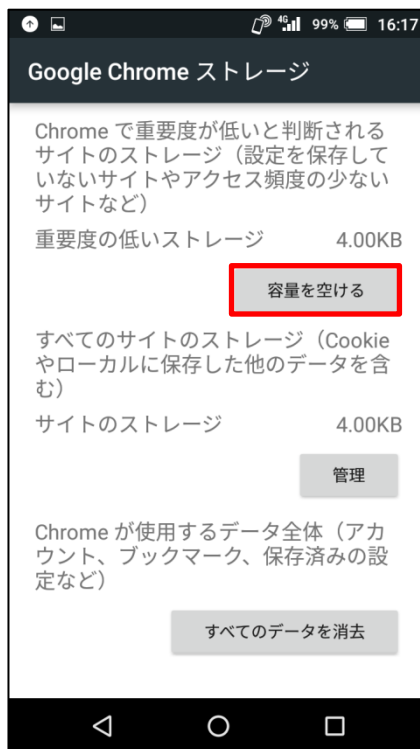 4G 99% 16:17
Google Chrome ストレージ
Chrome で重要度が低いと判断される
サイトのストレージ（設定を保存して
いないサイトやアクセス頻度の少ない
サイトなど）
重要度の低いストレージ 4.00KB
容量を空ける
すべてのサイトのストレージ（Cookie
やローカルに保存した他のデータを含
む）
サイトのストレージ 4.00KB
管理
Chrome が使用するデータ全体（アカ
ウント、ブックマーク、保存済みの設
定など）
すべてのデータを消去